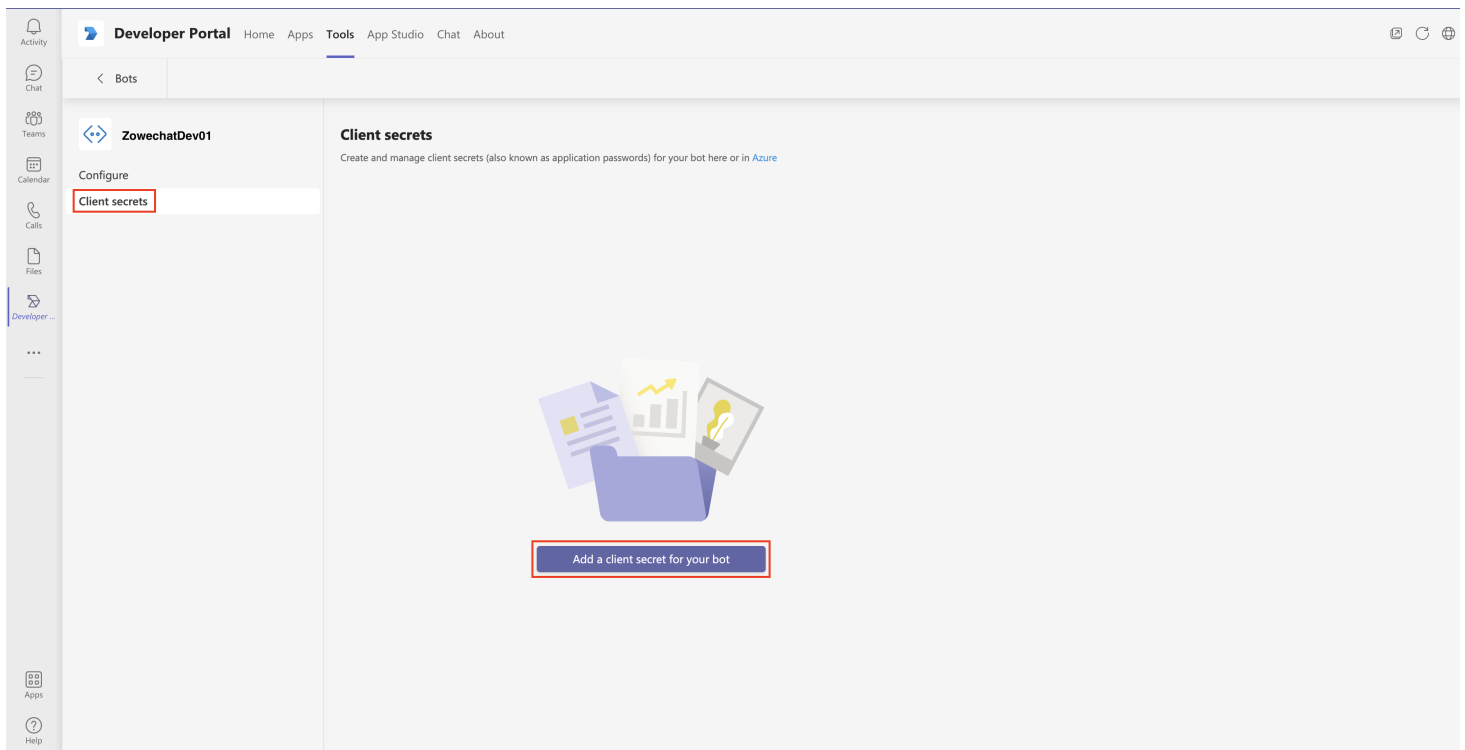 Activity
Chat
Teams
Calendar
Calls
Files
Developer ...
Apps
Help
Developer Portal Home Apps Tools App Studio Chat About
Bots
ZowechatDev01
Configure
Client secrets
Client secrets
Create and manage client secrets (also known as application passwords) for your bot here or in Azure
Add a client secret for your bot